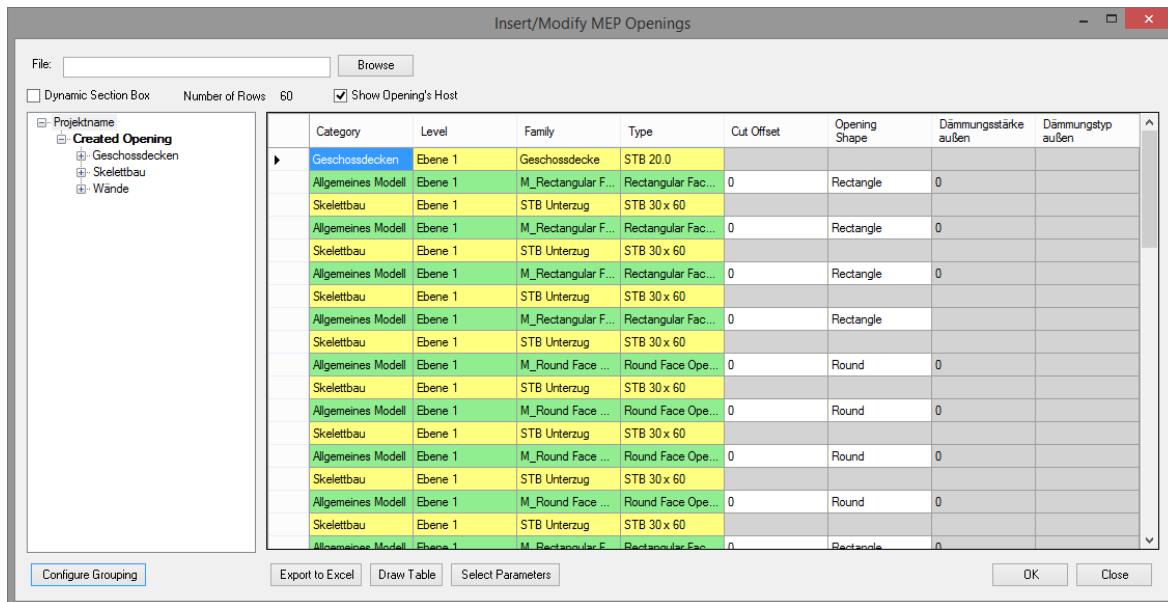 Insert/Modify MEP Openings
File: Browse
Dynamic Section Box Number of Rows 60 Show Opening's Host
Projektname
Created Opening
Geschossdecken
Skelettbau
Wände
Category Level Family Type Cut Offset Opening Shape Dämmungsstärke außen Dämmungstyp außen
Geschossdecken Ebene 1 Geschossdecke STB 20.0
Allgemeines Modell Ebene 1 M_Rectangular F... Rectangular Fac... 0 Rectangle 0
Skelettbau Ebene 1 STB Unterzug STB 30 x 60
Allgemeines Modell Ebene 1 M_Rectangular F... Rectangular Fac... 0 Rectangle 0
Skelettbau Ebene 1 STB Unterzug STB 30 x 60
Allgemeines Modell Ebene 1 M_Rectangular F... Rectangular Fac... 0 Rectangle 0
Skelettbau Ebene 1 STB Unterzug STB 30 x 60
Allgemeines Modell Ebene 1 M_Rectangular F... Rectangular Fac... 0 Rectangle
Skelettbau Ebene 1 STB Unterzug STB 30 x 60
Allgemeines Modell Ebene 1 M_Round Face ... Round Face Ope... 0 Round 0
Skelettbau Ebene 1 STB Unterzug STB 30 x 60
Allgemeines Modell Ebene 1 M_Round Face ... Round Face Ope... 0 Round 0
Skelettbau Ebene 1 STB Unterzug STB 30 x 60
Allgemeines Modell Ebene 1 M_Round Face ... Round Face Ope... 0 Round 0
Skelettbau Ebene 1 STB Unterzug STB 30 x 60
Allgemeines Modell Ebene 1 M_Round Face ... Round Face Ope... 0 Round 0
Skelettbau Ebene 1 STB Unterzug STB 30 x 60
Allgemeines Modell Ebene 1 M_Rectangular F... Rectangular Fac... 0 Rectangle 0
Configure Grouping Export to Excel Draw Table Select Parameters OK Close